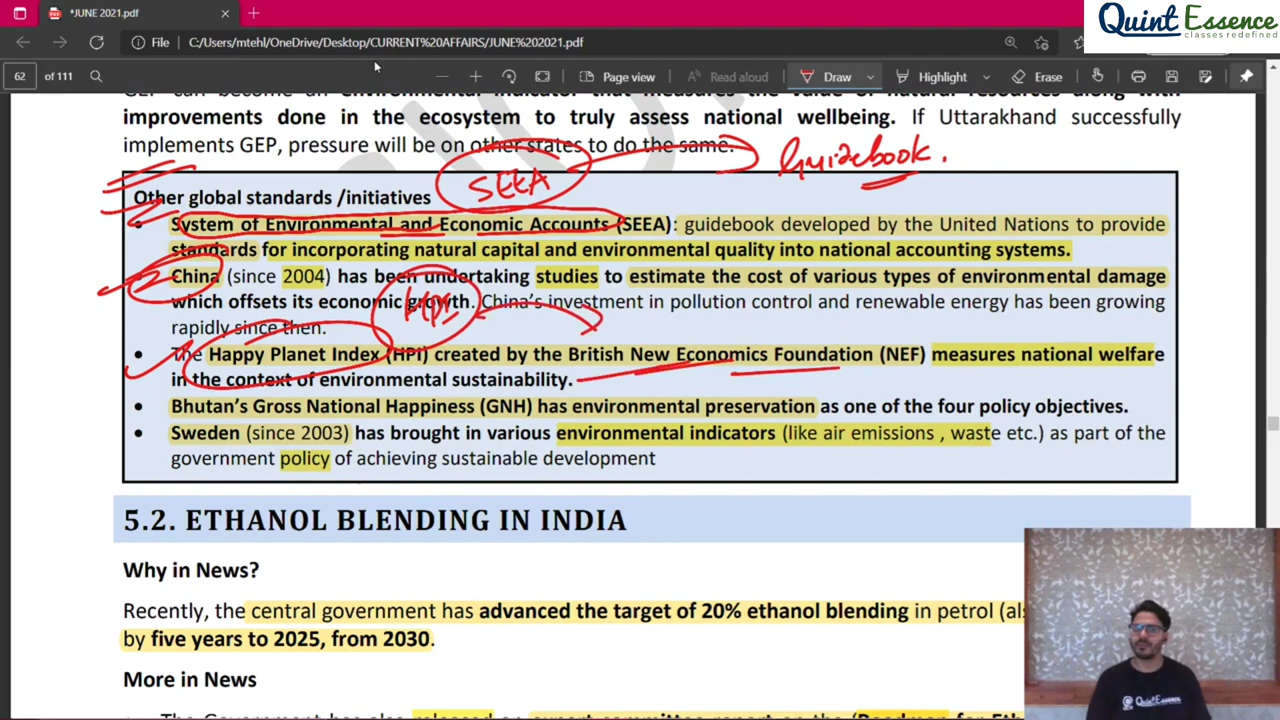 *JUNE 2021.pdf
Quint Essence
classes redefined
File C:/Users/mtehl/OneDrive/Desktop/CURRENT%20AFFAIRS/JUNE%202021.pdf
62 of 111 Page view Read aloud Draw Highlight Erase
improvements done in the ecosystem to truly assess national wellbeing. If Uttarakhand successfully
implements GEP, pressure will be on other states to do the same.
Guidebook.
SEEA
Other global standards /initiatives
• System of Environmental and Economic Accounts (SEEA): guidebook developed by the United Nations to provide
standards for incorporating natural capital and environmental quality into national accounting systems.
• China (since 2004) has been undertaking studies to estimate the cost of various types of environmental damage
which offsets its economic growth. China's investment in pollution control and renewable energy has been growing
HPI
rapidly since then.
• The Happy Planet Index (HPI) created by the British New Economics Foundation (NEF) measures national welfare
in the context of environmental sustainability.
• Bhutan's Gross National Happiness (GNH) has environmental preservation as one of the four policy objectives.
• Sweden (since 2003) has brought in various environmental indicators (like air emissions , waste etc.) as part of the
government policy of achieving sustainable development
5.2. ETHANOL BLENDING IN INDIA
Why in News?
Recently, the central government has advanced the target of 20% ethanol blending in petrol
by five years to 2025, from 2030.
More in News
Quint Essence